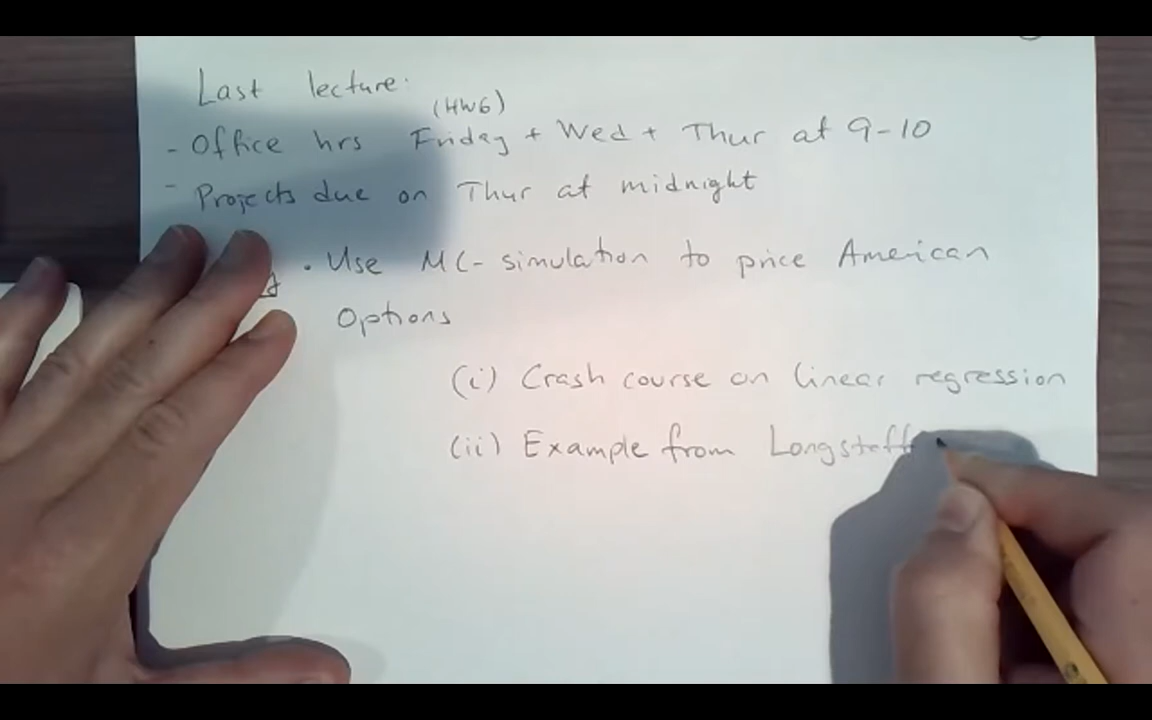 Last lecture:
(HW6)
- Office hrs Friday + Wed + Thur at 9-10
- Projects due on Thur at midnight
• Use MC-simulation to price American
Options
(i) Crash course on linear regression
(ii) Example from Longstaff